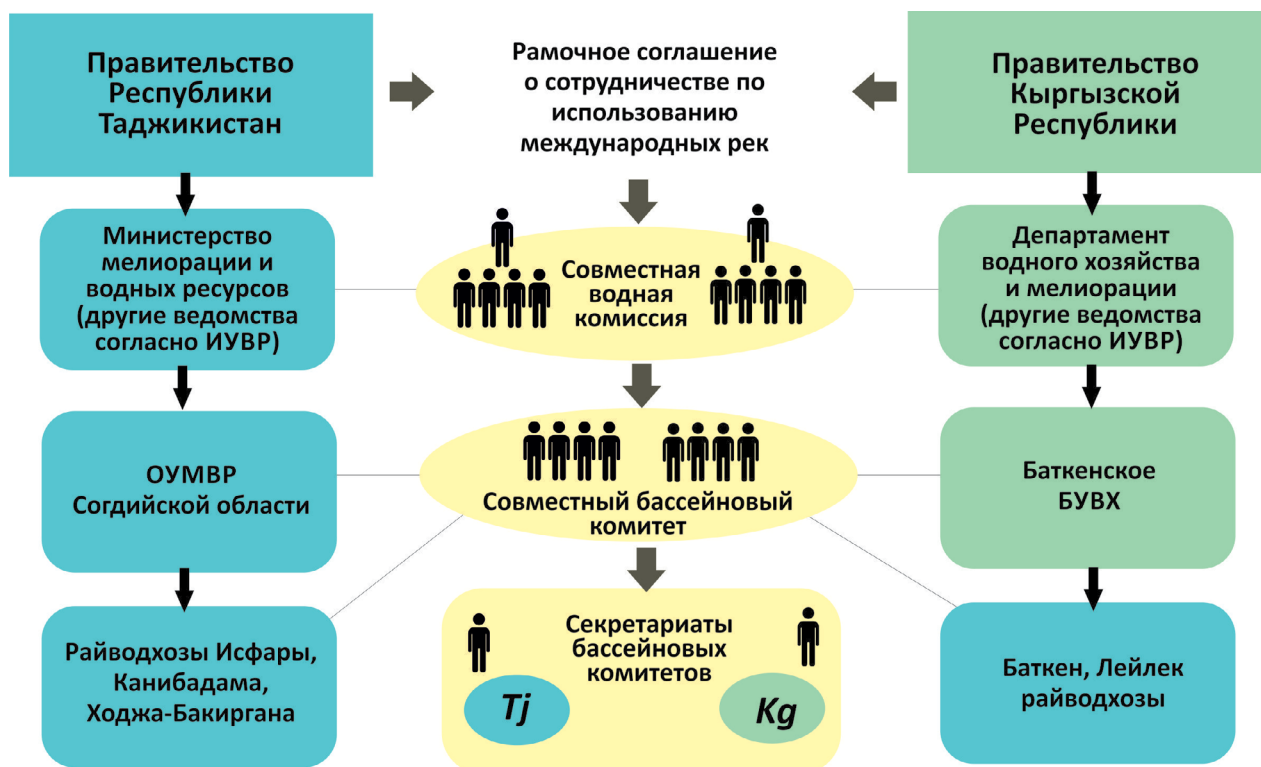 Правительство
Республики
Таджикистан
Рамочное соглашение
о сотрудничестве по
использованию
международных рек
Правительство
Кыргызской
Республики
Министерство
мелиорации и
водных ресурсов
(другие ведомства
согласно ИУВР)
Совместная
водная
комиссия
Департамент
водного хозяйства
и мелиорации
(другие ведомства
согласно ИУВР)
ОУМВР
Согдийской области
Совместный бассейновый
комитет
Баткенское
БУВХ
Райводхозы Исфары,
Канибадама,
Ходжа-Бакиргана
Секретариаты
бассейновых
комитетов
Tj
Kg
Баткен, Лейлек
райводхозы